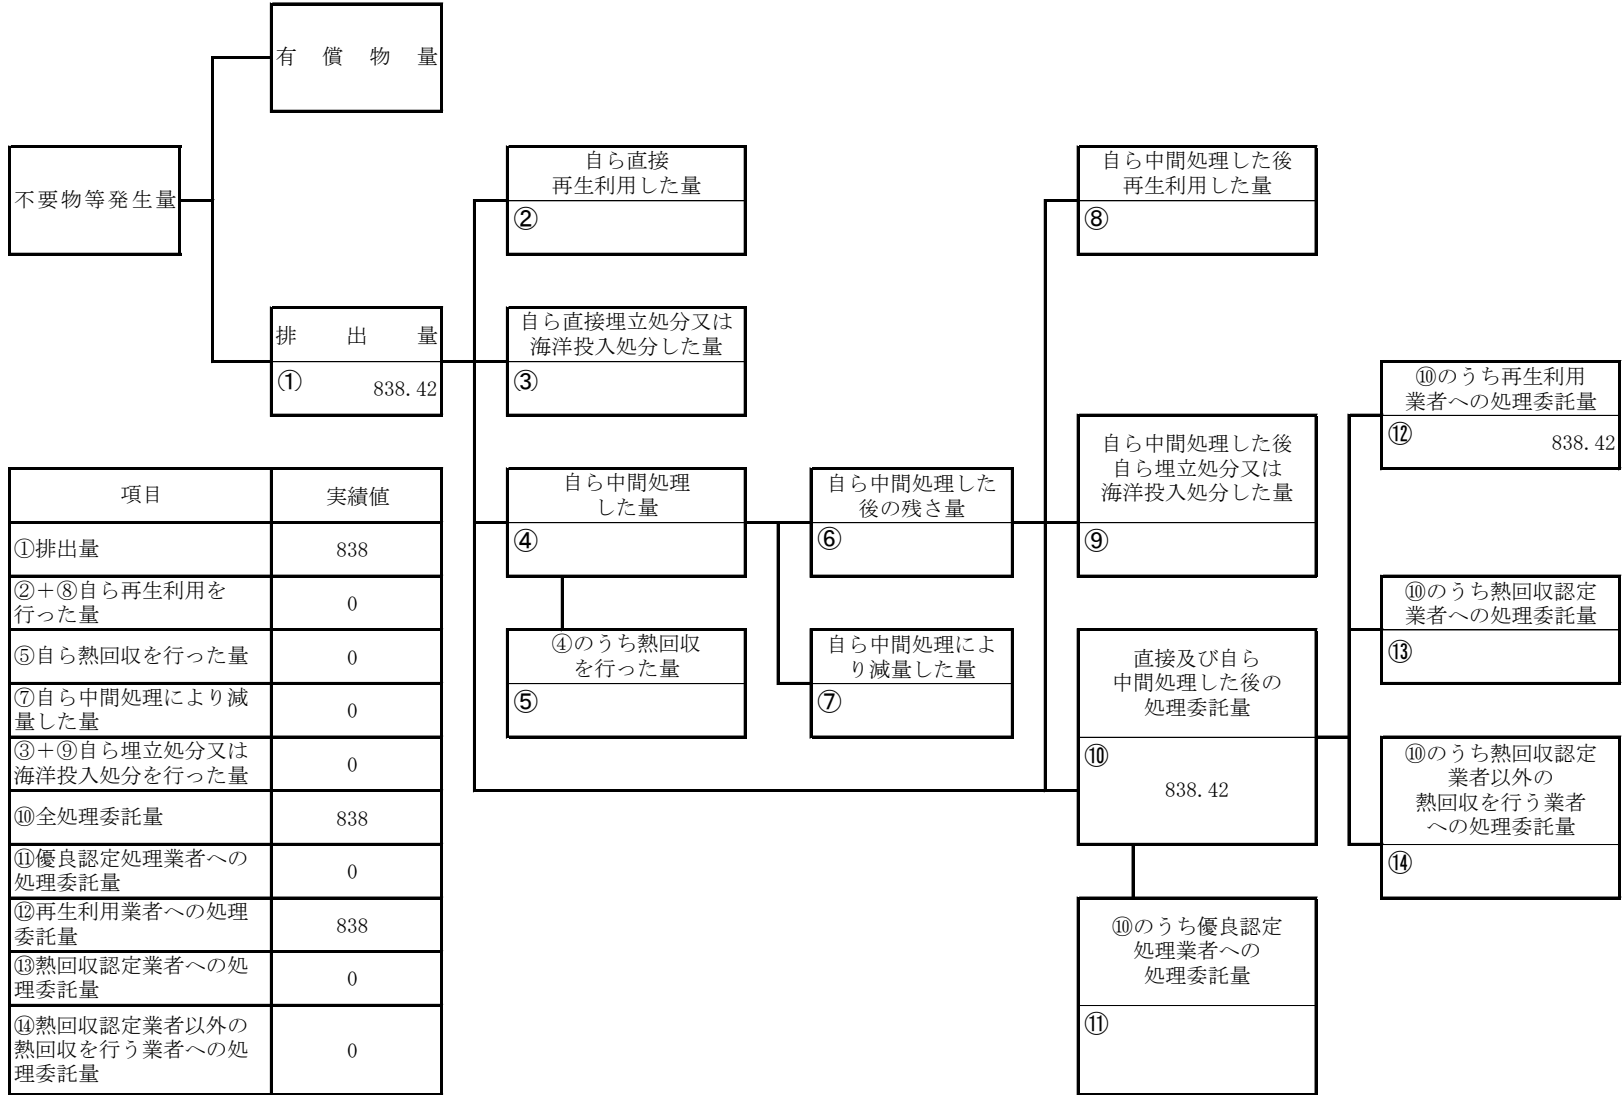 有償物量
不要物等発生量
排出量
① 838.42
自ら直接
再生利用した量
②
自ら直接埋立処分又は
海洋投入処分した量
③
自ら中間処理
した量
④
④のうち熱回収
を行った量
⑤
自ら中間処理した
後の残さ量
⑥
自ら中間処理によ
り減量した量
⑦
自ら中間処理した後
再生利用した量
⑧
自ら中間処理した後
自ら埋立処分又は
海洋投入処分した量
⑨
直接及び自ら
中間処理した後の
処理委託量
⑩
838.42
⑩のうち優良認定
処理業者への
処理委託量
⑪
⑩のうち再生利用
業者への処理委託量
⑫ 838.42
⑩のうち熱回収認定
業者への処理委託量
⑬
⑩のうち熱回収認定
業者以外の
熱回収を行う業者
への処理委託量
⑭
項目 実績値
①排出量 838
②+⑧自ら再生利用を
行った量 0
⑤自ら熱回収を行った量 0
⑦自ら中間処理により減
量した量 0
③+⑨自ら埋立処分又は
海洋投入処分を行った量 0
⑩全処理委託量 838
⑪優良認定処理業者への
処理委託量 0
⑫再生利用業者への処理
委託量 838
⑬熱回収認定業者への処
理委託量 0
⑭熱回収認定業者以外の
熱回収を行う業者への処
理委託量 0